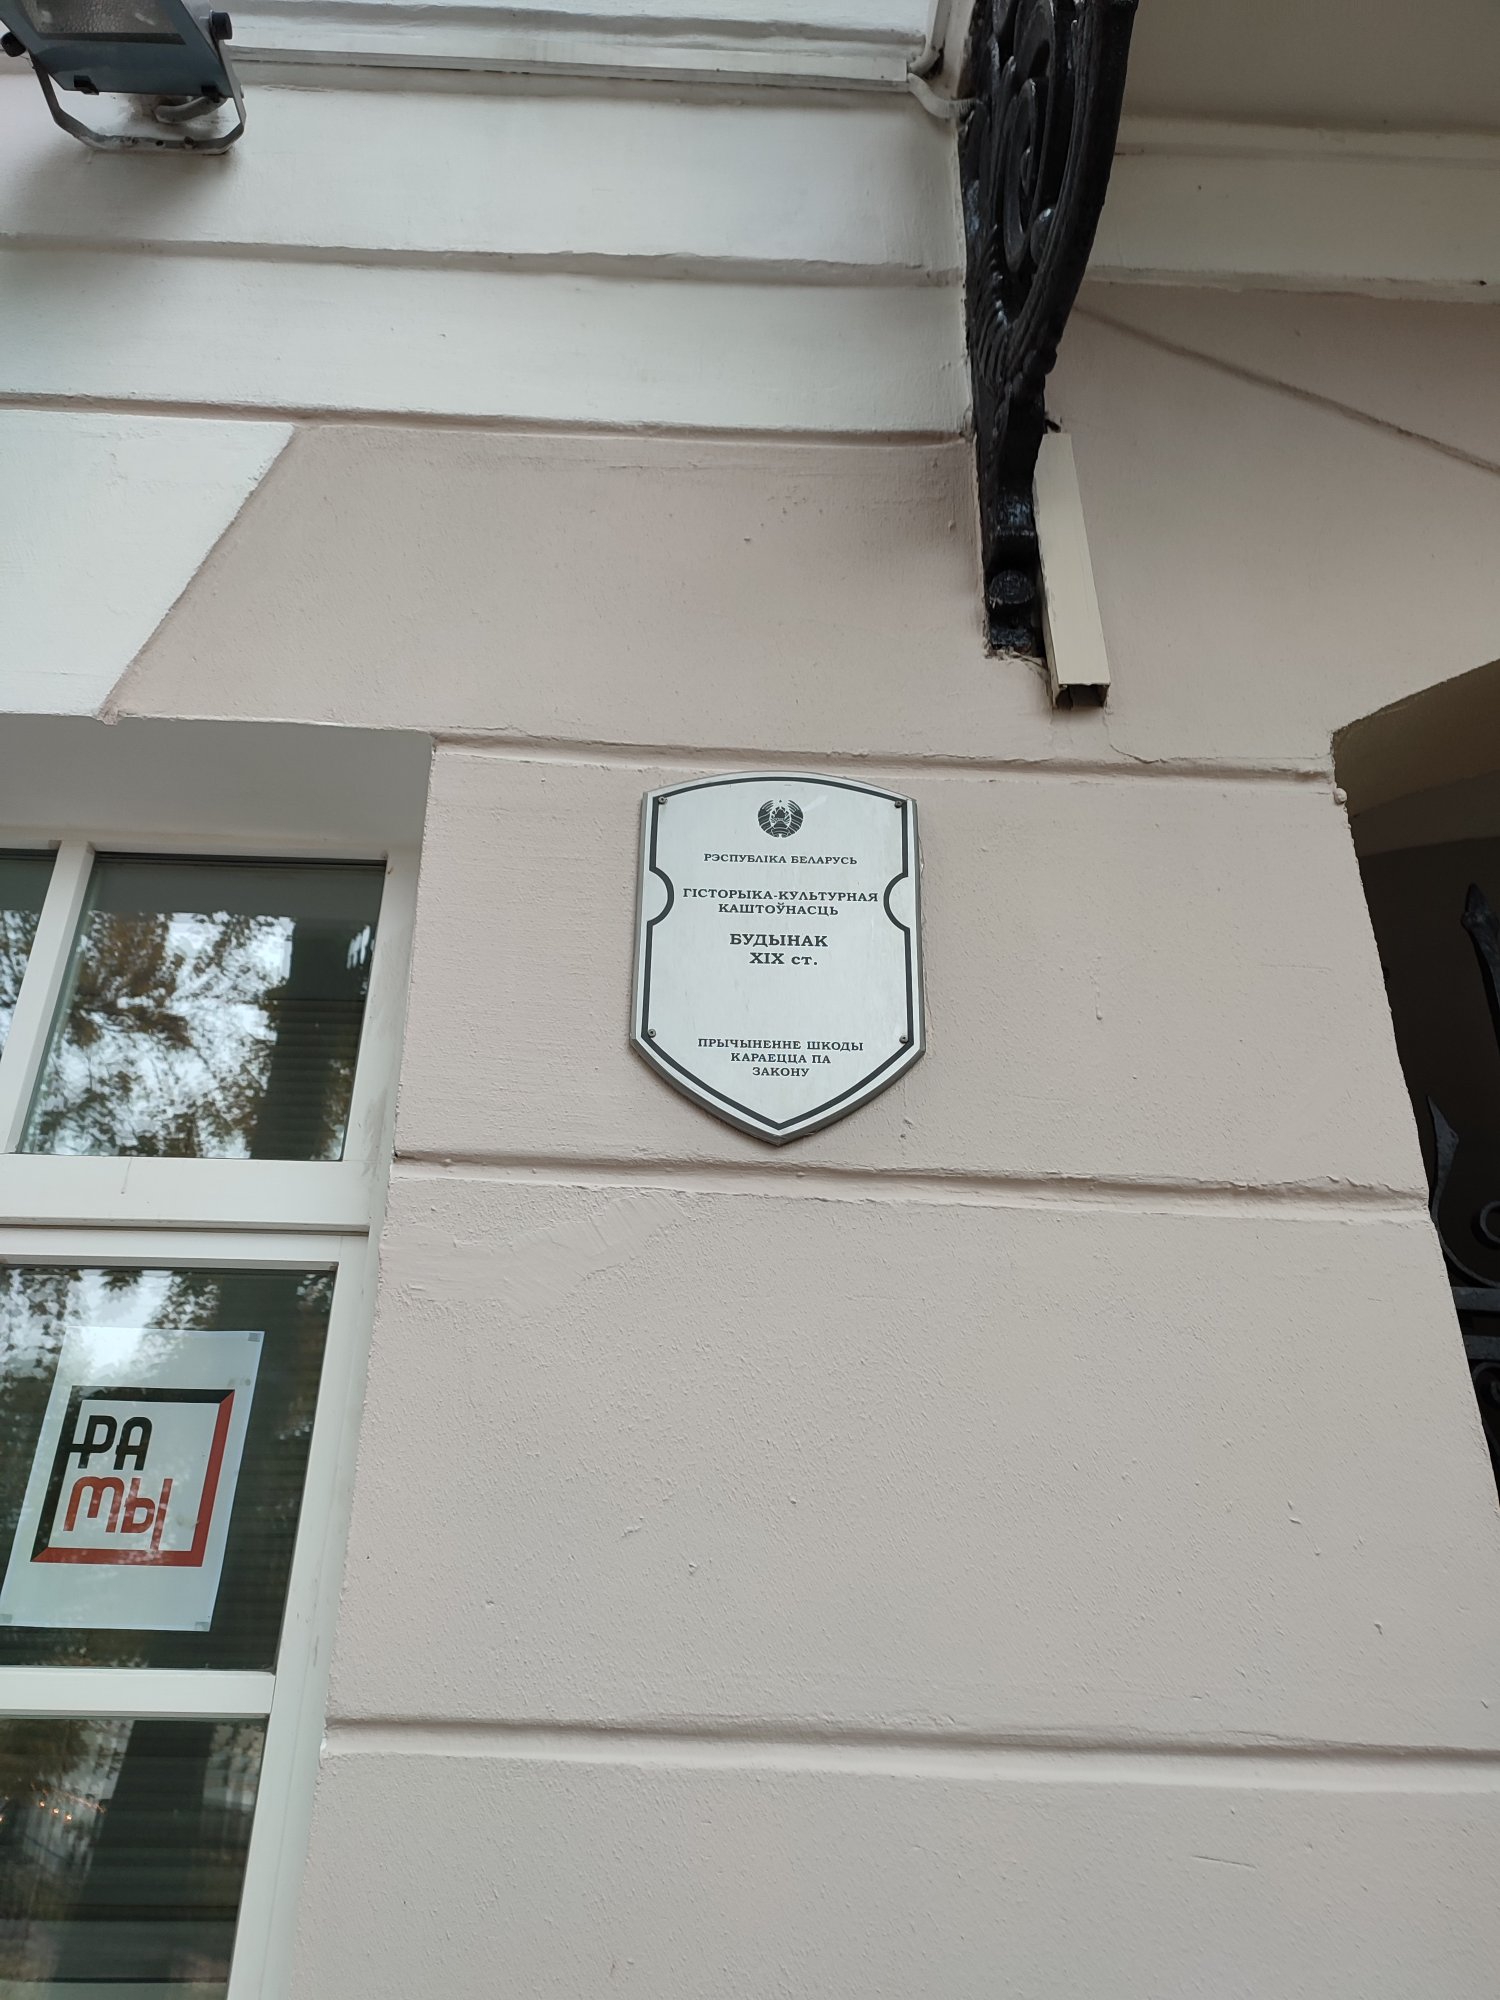 РЭСПУБЛІКА БЕЛАРУСЬ
ГІСТОРЫКА-КУЛЬТУРНАЯ
КАШТОЎНАСЦЬ
БУДЫНАК
XIX ст.
ПРЫЧЫНЕННЕ ШКОДЫ
КАРАЕЦЦА ПА
ЗАКОНУ
РА
МЫ